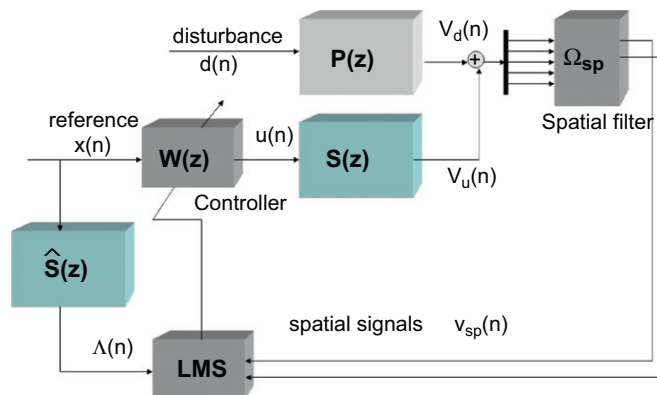 disturbance
d(n)
P(z)
V_d(n)
+
Ω_sp
Spatial filter
reference
x(n)
W(z)
u(n)
S(z)
V_u(n)
Controller
Ŝ(z)
Λ(n)
LMS
spatial signals v_sp(n)